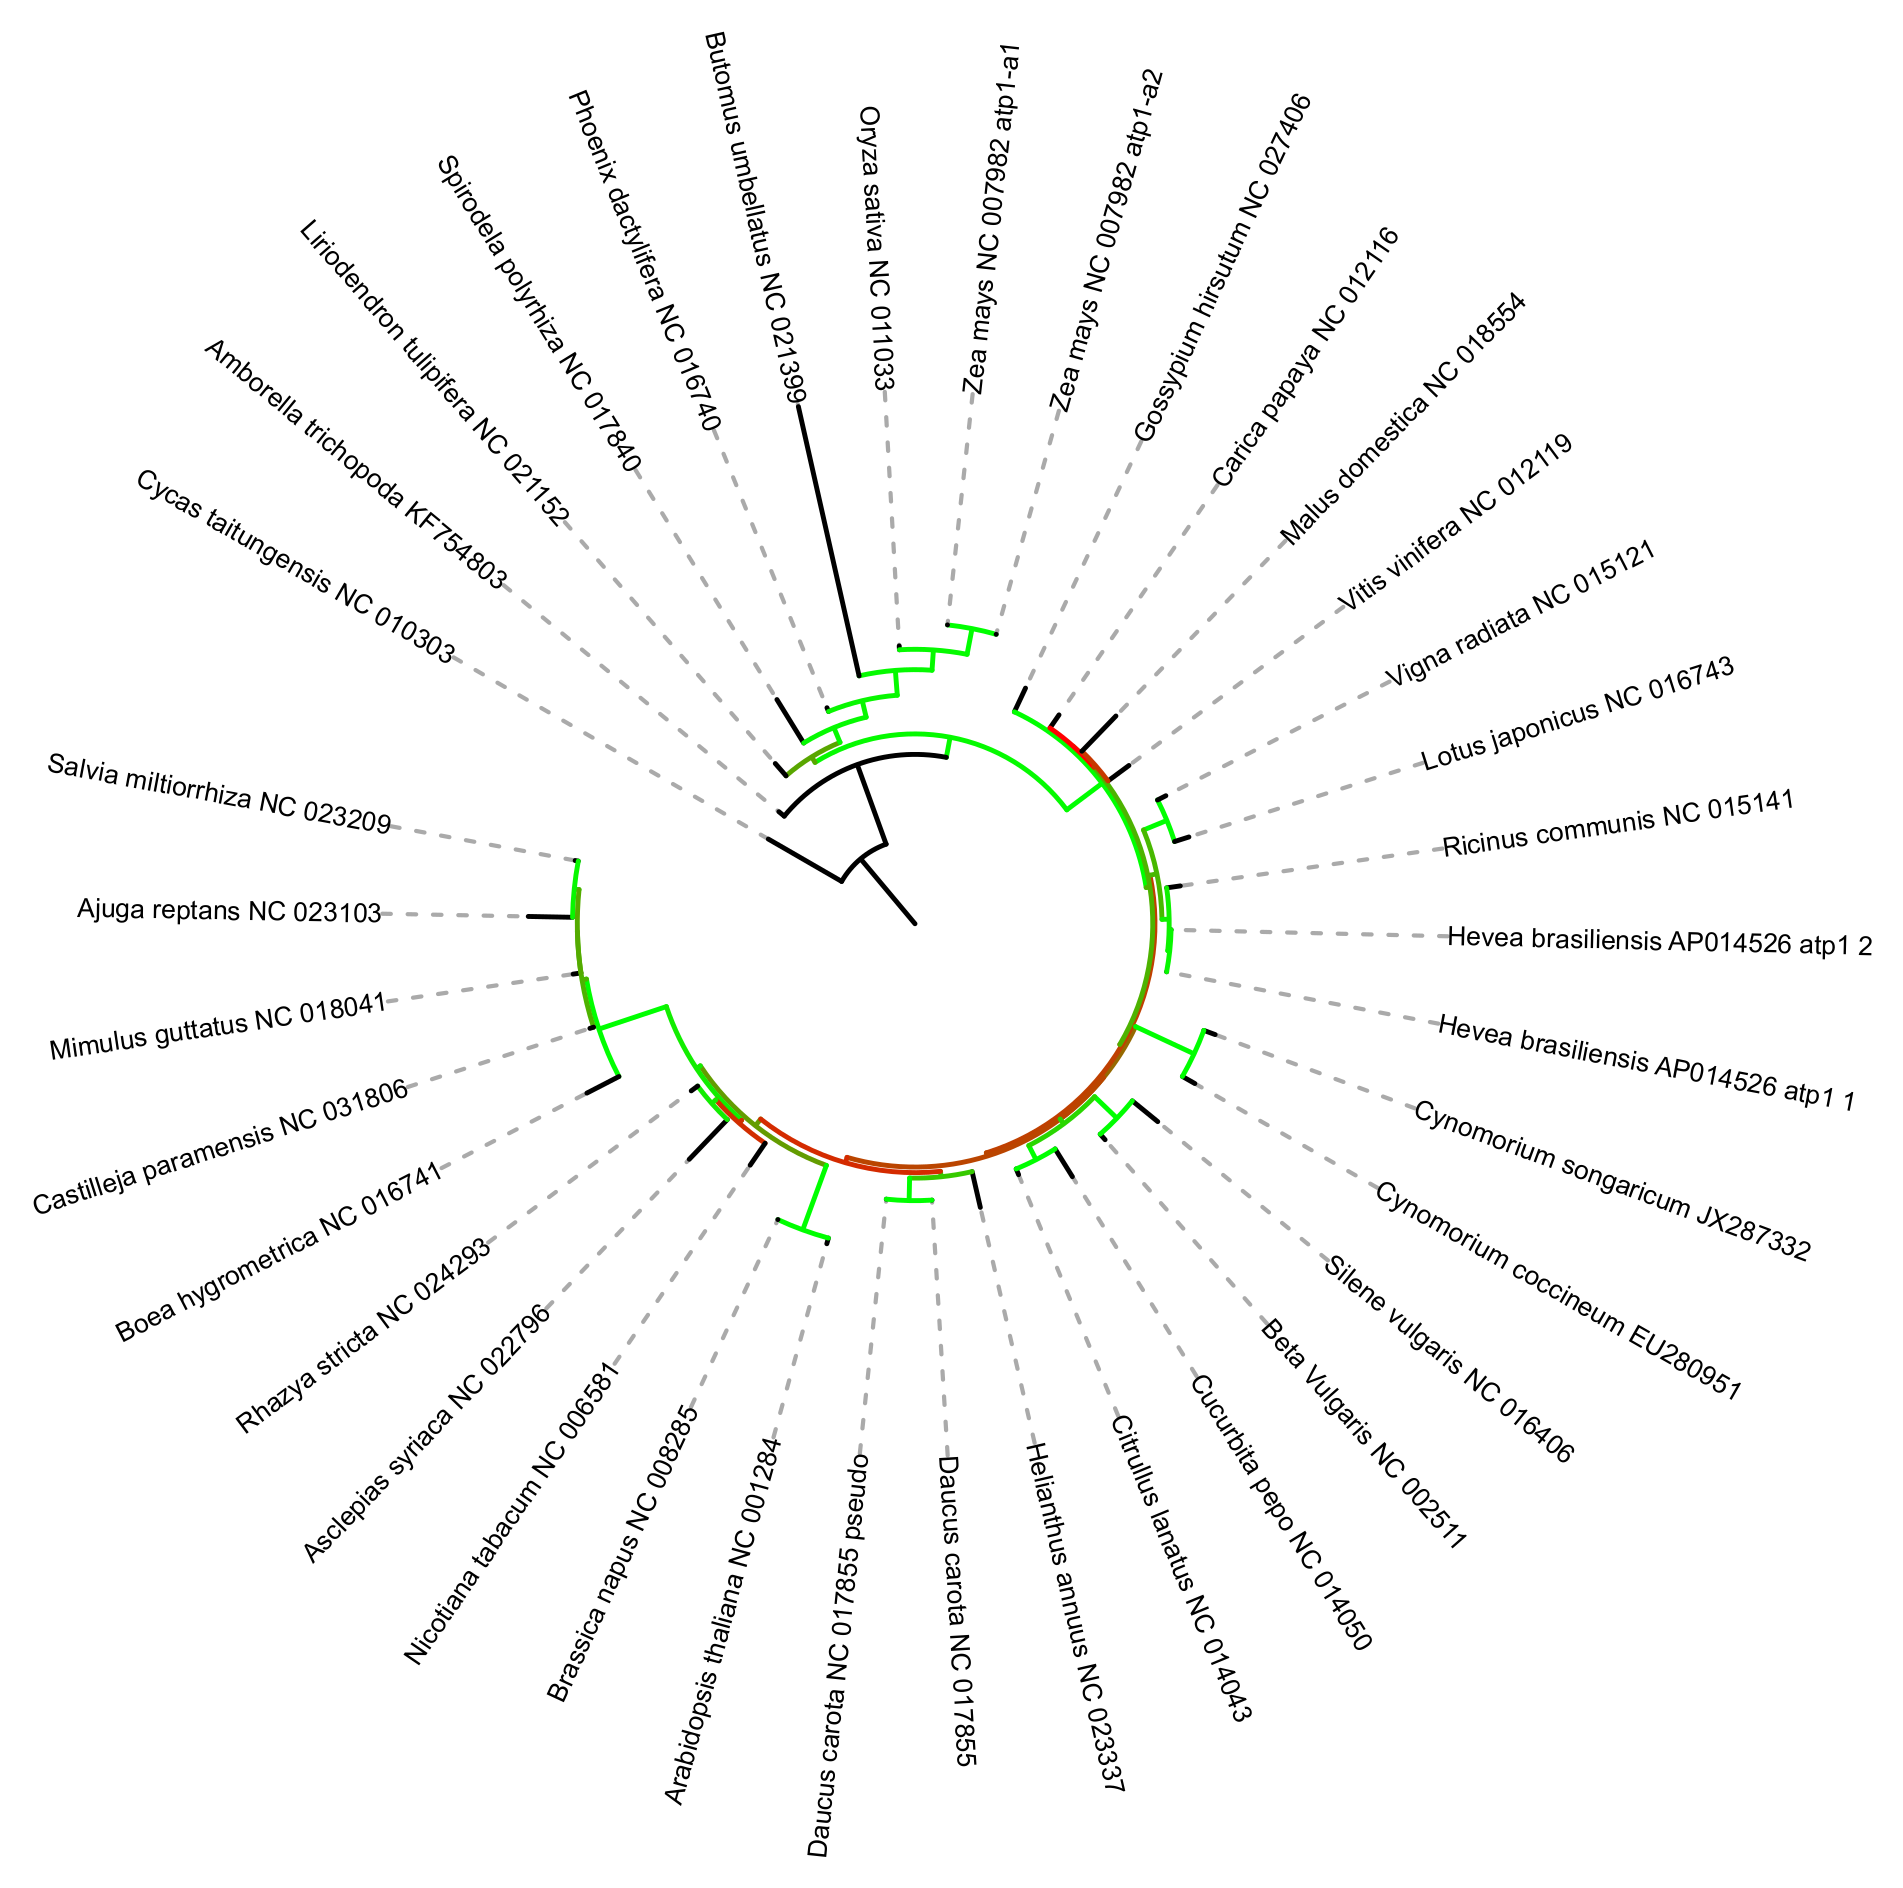 Butomus umbellatus NC 021399
Oryza sativa NC 011033
Zea mays NC 007982 atp1-a1
Zea mays NC 007982 atp1-a2
Gossypium hirsutum NC 027406
Carica papaya NC 012116
Malus domestica NC 018554
Vitis vinifera NC 012119
Vigna radiata NC 015121
Lotus japonicus NC 016743
Ricinus communis NC 015141
Hevea brasiliensis AP014526 atp1 2
Hevea brasiliensis AP014526 atp1 1
Cynomorium songaricum JX287332
Cynomorium coccineum EU280951
Silene vulgaris NC 016406
Beta Vulgaris NC 002511
Cucurbita pepo NC 014050
Citrullus lanatus NC 014043
Helianthus annuus NC 023337
Daucus carota NC 017855
Daucus carota NC 017855 pseudo
Arabidopsis thaliana NC 001284
Brassica napus NC 008285
Nicotiana tabacum NC 006581
Asclepias syriaca NC 022796
Rhazya stricta NC 024293
Boea hygrometrica NC 016741
Castilleja paramensis NC 031806
Mimulus guttatus NC 018041
Ajuga reptans NC 023103
Salvia miltiorrhiza NC 023209
Cycas taitungensis NC 010303
Amborella trichopoda KF754803
Liriodendron tulipifera NC 021152
Spirodela polyrhiza NC 017840
Phoenix dactylifera NC 016740